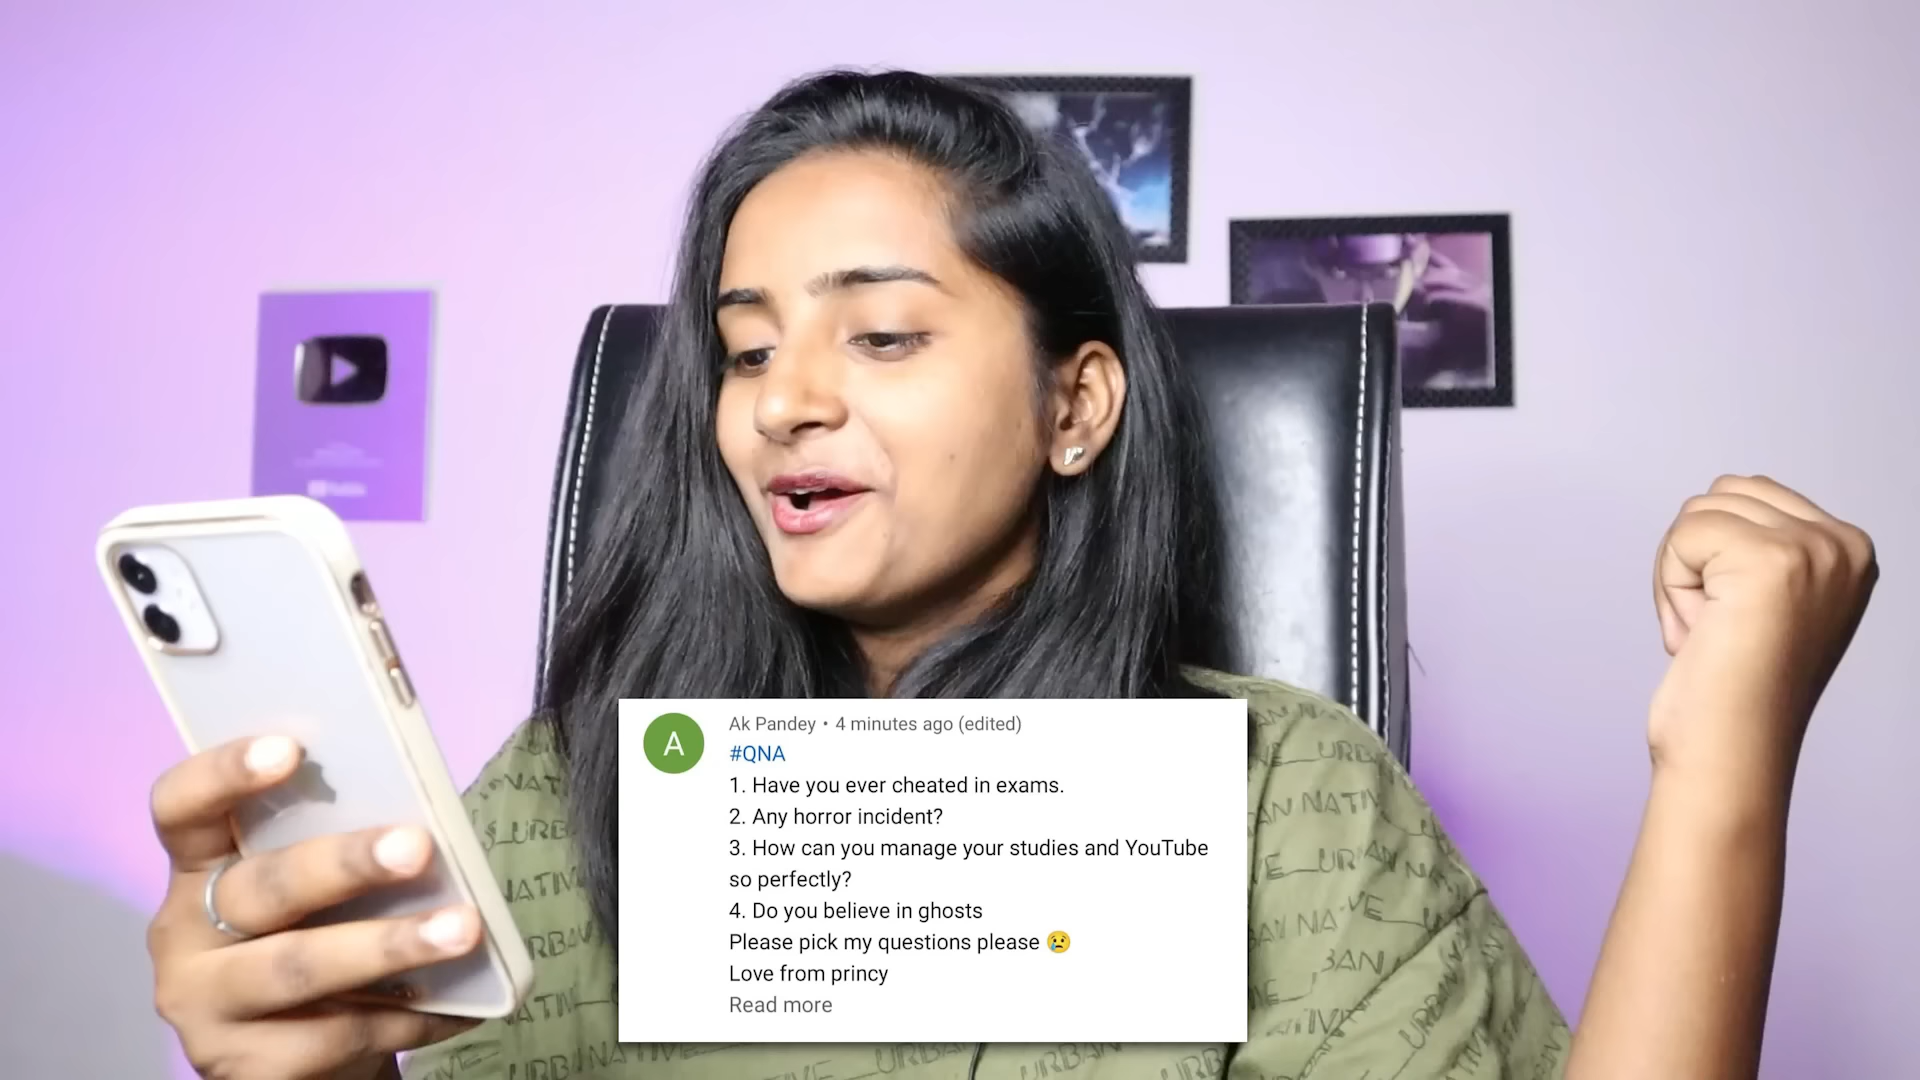 Ak Pandey • 4 minutes ago (edited)
A
#QNA
1. Have you ever cheated in exams.
2. Any horror incident?
3. How can you manage your studies and YouTube
so perfectly?
4. Do you believe in ghosts
Please pick my questions please 😢
Love from princy
Read more
URBAN NATIVE